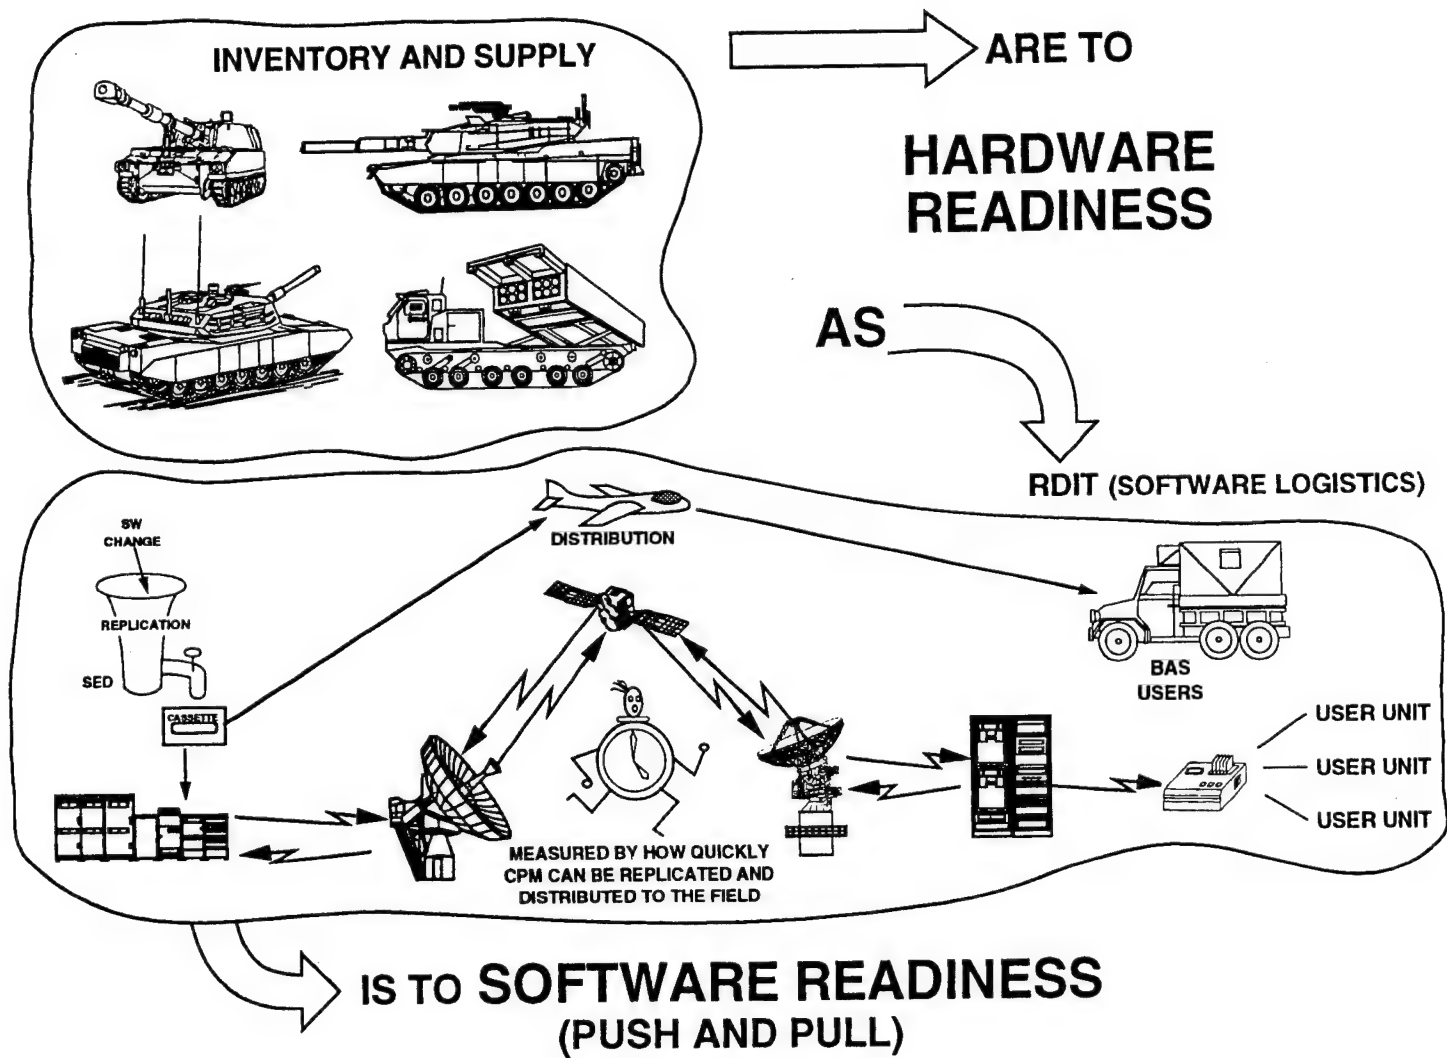 INVENTORY AND SUPPLY
ARE TO
HARDWARE
READINESS
AS
RDIT (SOFTWARE LOGISTICS)
SW
CHANGE
REPLICATION
SED
CASSETTE
DISTRIBUTION
BAS
USERS
USER UNIT
USER UNIT
USER UNIT
MEASURED BY HOW QUICKLY
CPM CAN BE REPLICATED AND
DISTRIBUTED TO THE FIELD
IS TO SOFTWARE READINESS
(PUSH AND PULL)